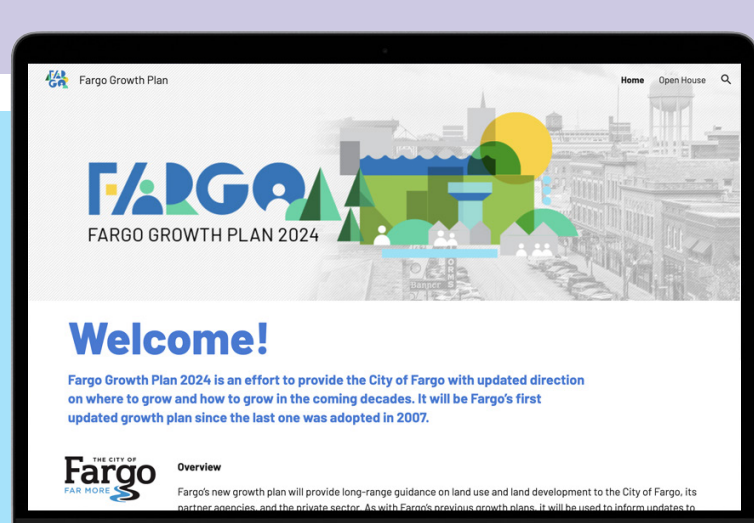 FARGO
Fargo Growth Plan
Home
Open House
FARGO
FARGO GROWTH PLAN 2024
Banner
ORMS
Welcome!
Fargo Growth Plan 2024 is an effort to provide the City of Fargo with updated direction
on where to grow and how to grow in the coming decades. It will be Fargo's first
updated growth plan since the last one was adopted in 2007.
THE CITY OF
Fargo
FAR MORE
Overview
Fargo's new growth plan will provide long-range guidance on land use and land development to the City of Fargo, its
partner agencies, and the private sector. As with Fargo's previous growth plans, it will be used to inform updates to